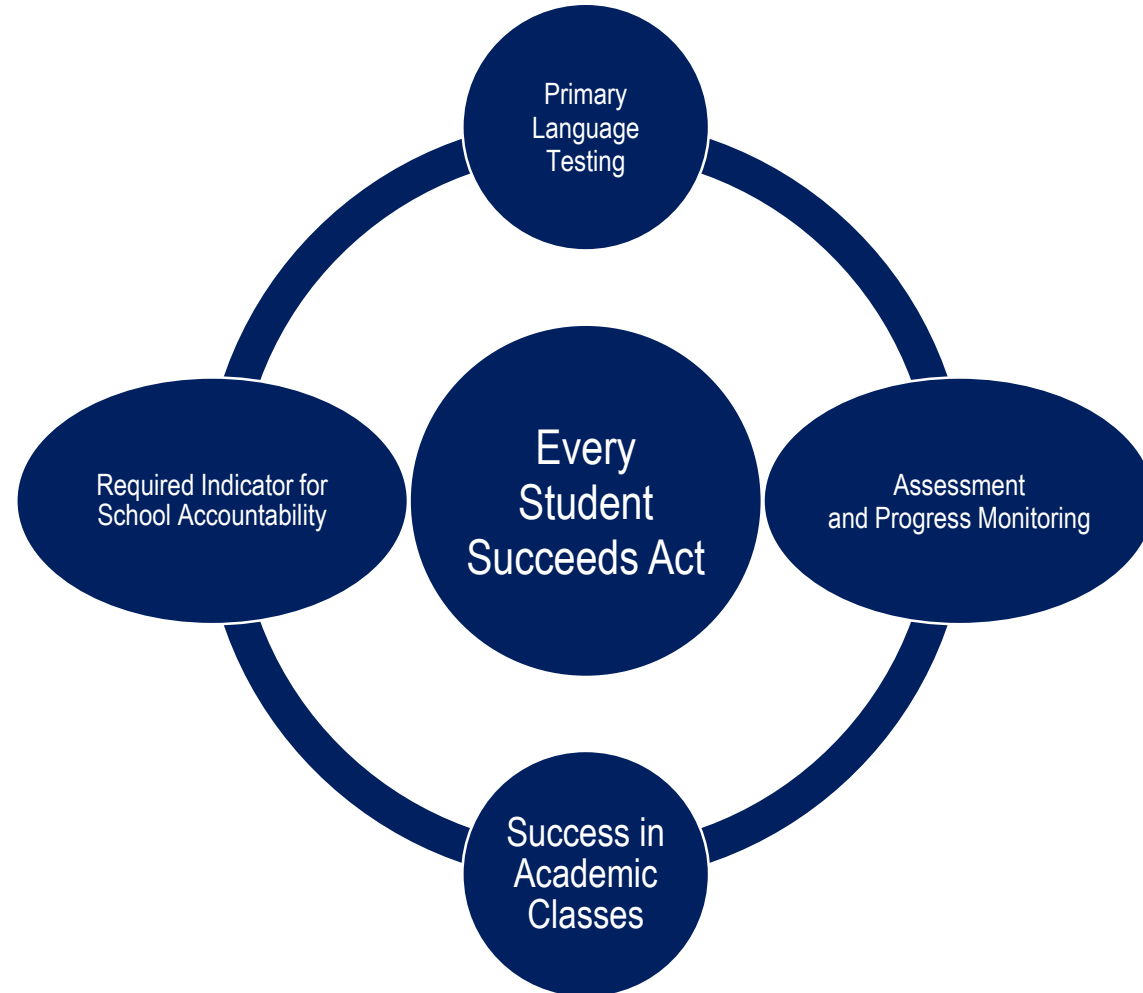 Primary
Language
Testing
Required Indicator for
School Accountability
Every
Student
Succeeds Act
Assessment
and Progress Monitoring
Success in
Academic
Classes